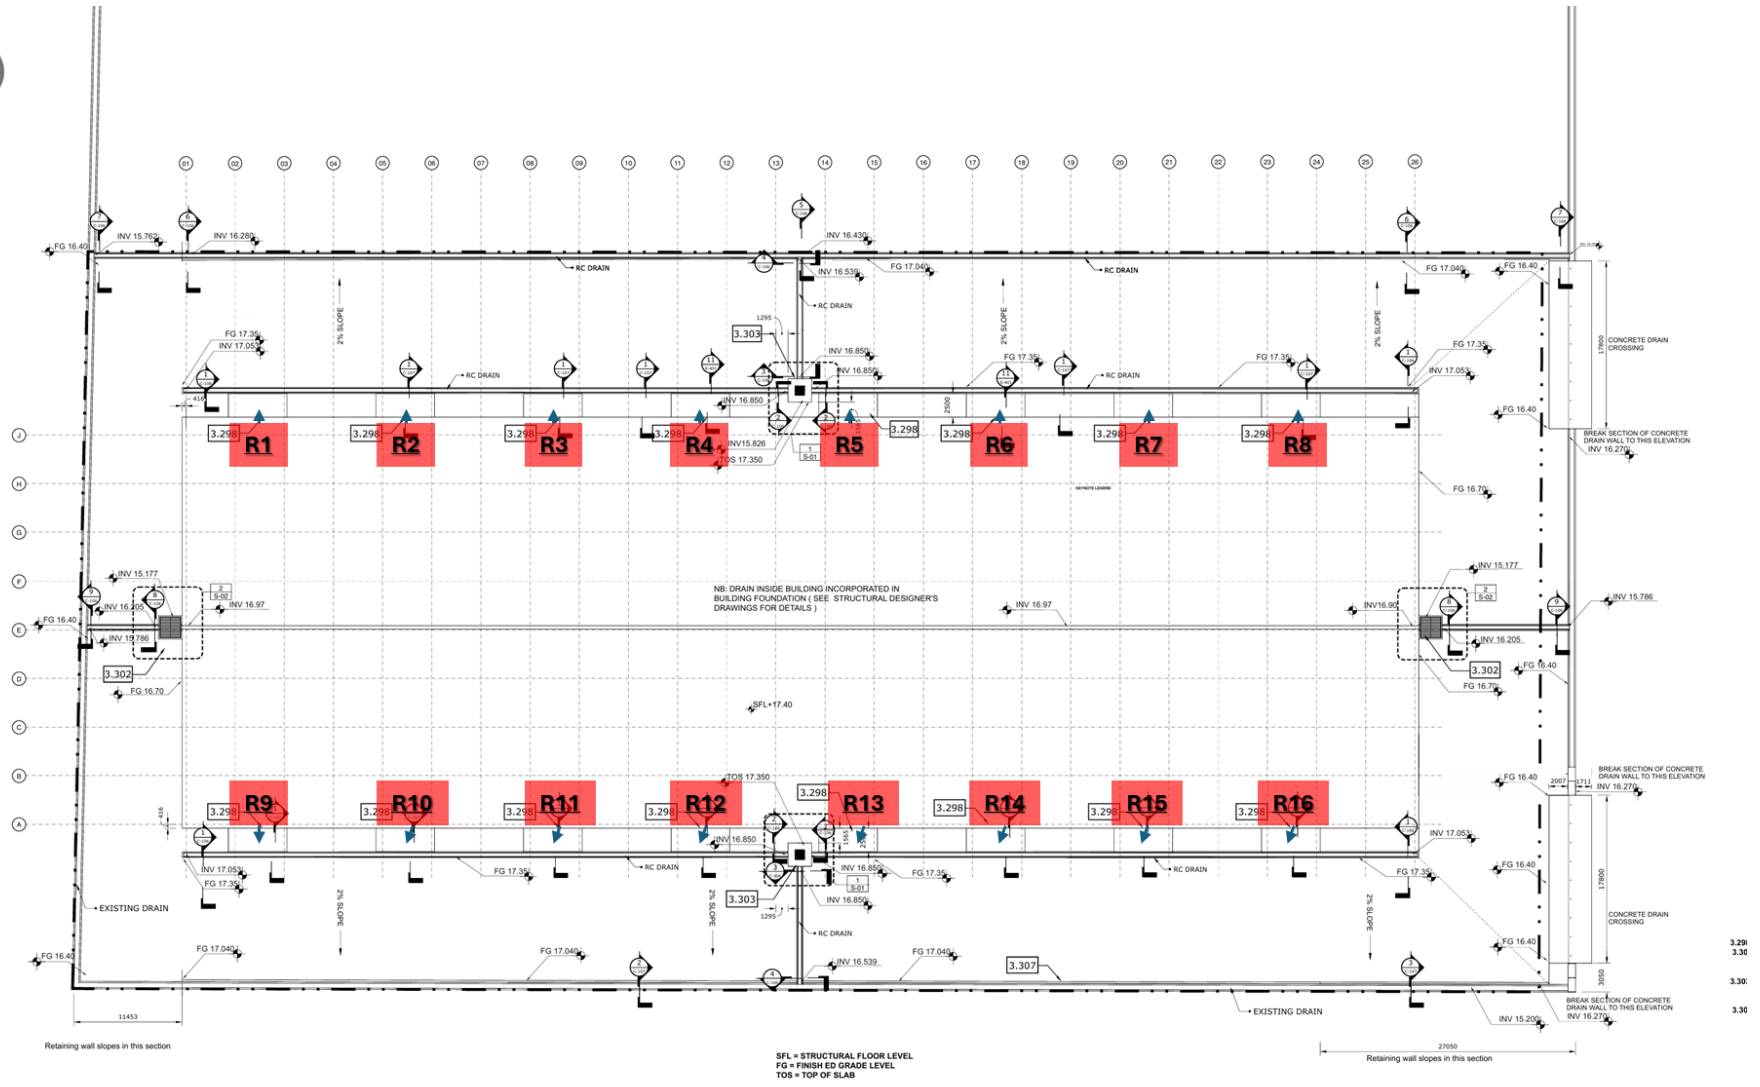 01 02 03 04 05 06 07 08 09 10 11 12 13 14 15 16 17 18 19 20 21 22 23 24 25 26
7
6
5
6
7
FG 16.40
INV 15.762
INV 16.280
INV 16.430
INV 16.539
FG 17.040
FG 17.040
FG 16.40
RC DRAIN
RC DRAIN
RC DRAIN
2% SLOPE
2% SLOPE
2% SLOPE
17800
CONCRETE DRAIN
CROSSING
1295
3.303
FG 17.35
INV 17.053
INV 16.850
INV 16.850
INV 16.850
FG 17.35
FG 17.35
FG 17.35
INV 17.053
RC DRAIN
RC DRAIN
416
2500
1565
FG 16.40
3.298
R1
3.298
R2
3.298
R3
3.298
R4
R5
3.298
3.298
R6
3.298
R7
3.298
R8
J
INV15.826
TOS 17.350
1
S-01
BREAK SECTION OF CONCRETE
DRAIN WALL TO THIS ELEVATION
INV 16.270
H
KEYNOTE LEGEND
FG 16.70
G
F
INV 15.177
2
S-02
INV 16.205
INV 16.97
NB: DRAIN INSIDE BUILDING INCORPORATED IN
BUILDING FOUNDATION ( SEE STRUCTURAL DESIGNER'S
DRAWINGS FOR DETAILS )
INV 16.97
INV16.90
INV 15.177
2
S-02
INV 15.786
E
FG 16.40
INV 15.786
INV 16.205
3.302
3.302
FG 16.40
D
FG 16.70
FG 16.70
SFL+17.40
C
B
TOS 17.350
FG 16.40
BREAK SECTION OF CONCRETE
DRAIN WALL TO THIS ELEVATION
2007
1711
INV 16.270
3.298
R9
3.298
R10
3.298
R11
3.298
R12
3.298
R13
3.298
R14
3.298
R15
3.298
R16
A
416
INV 16.850
1565
INV 17.053
INV 17.053
FG 17.35
FG 17.35
RC DRAIN
INV 16.850
1
S-01
FG 17.35
RC DRAIN
FG 17.35
FG 16.40
17800
3.303
INV 16.850
1295
EXISTING DRAIN
2% SLOPE
2% SLOPE
2% SLOPE
RC DRAIN
CONCRETE DRAIN
CROSSING
FG 16.40
FG 17.040
FG 17.040
INV 16.539
FG 17.040
3.307
FG 16.40
3050
BREAK SECTION OF CONCRETE
DRAIN WALL TO THIS ELEVATION
INV 16.270
EXISTING DRAIN
INV 15.200
11453
27050
Retaining wall slopes in this section
Retaining wall slopes in this section
SFL = STRUCTURAL FLOOR LEVEL
FG = FINISH ED GRADE LEVEL
TOS = TOP OF SLAB